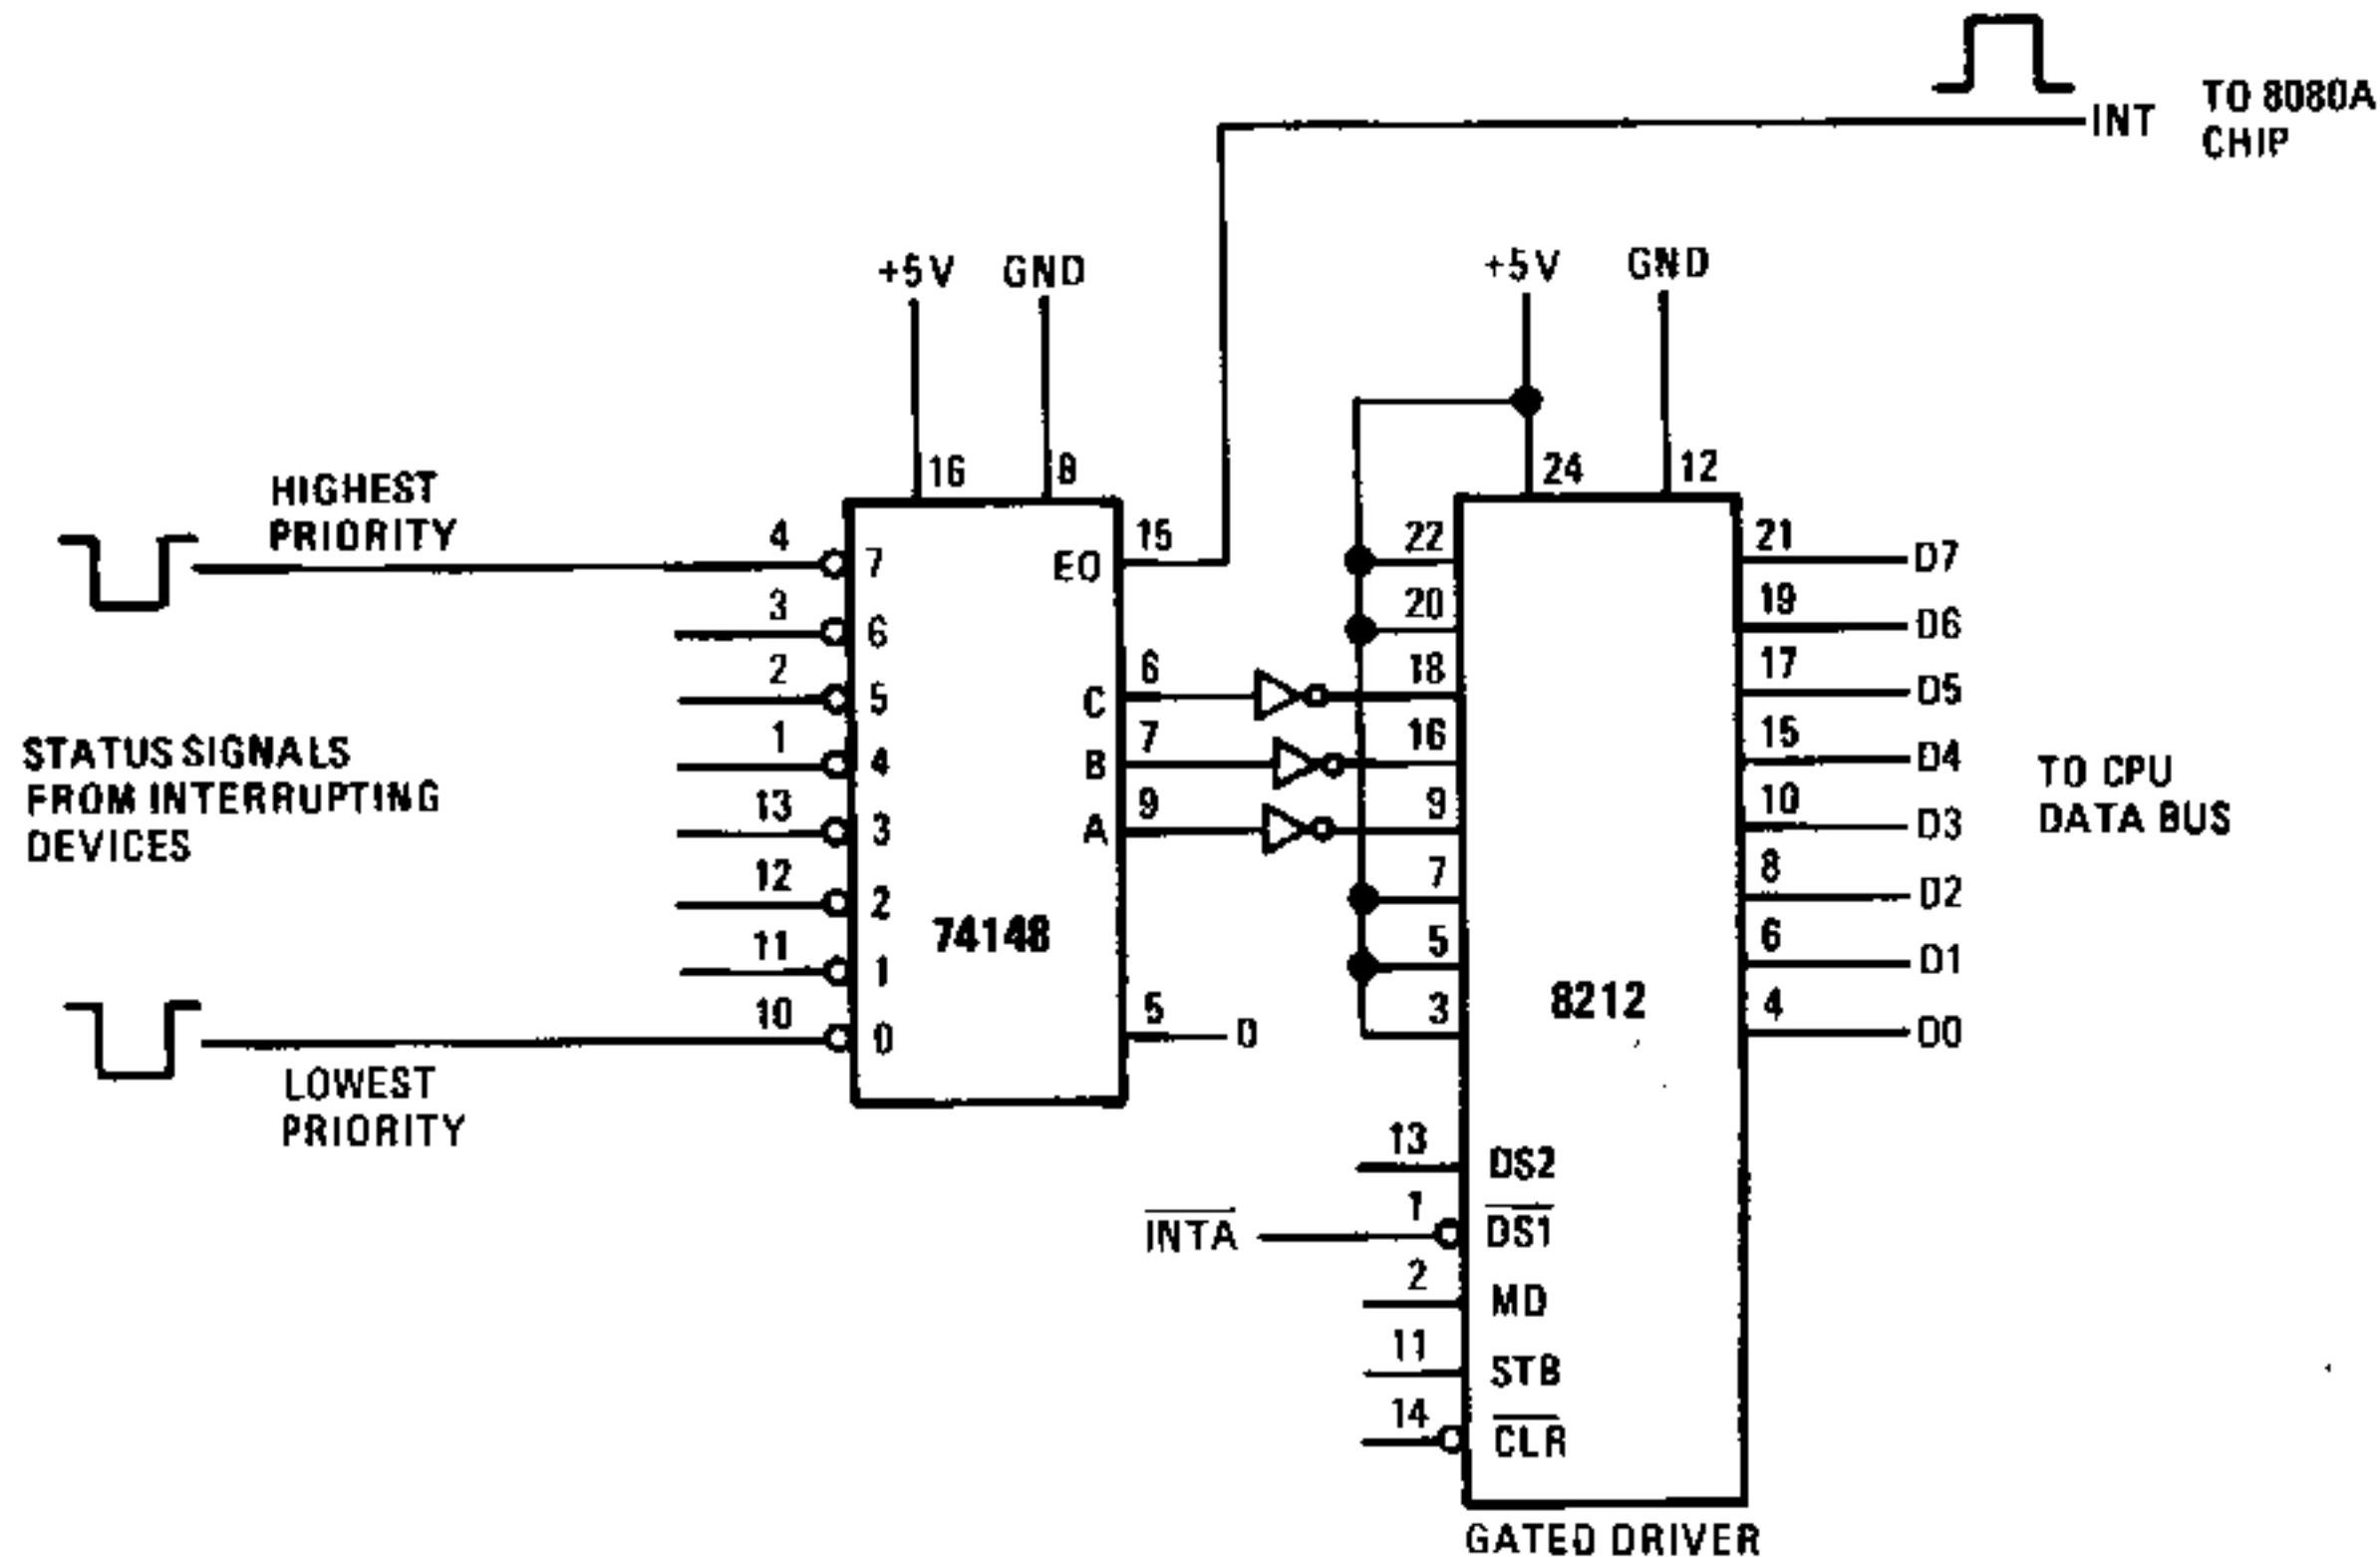 TO 8080A
CHIP
INT
+5V GND
+5V GND
16 8
24 12
HIGHEST
PRIORITY
4 7
3 6
2 5
1 4
13 3
12 2
11 1
10 0
LOWEST
PRIORITY
STATUS SIGNALS
FROM INTERRUPTING
DEVICES
EO 15
C 6
B 7
A 9
74148
5 0
22
20
18
16
9
7
5
3
8212
21 D7
19 D6
17 D5
15 D4
10 D3
8 D2
6 D1
4 D0
TO CPU
DATA BUS
13 DS2
INTA 1 DS1
2 MD
11 STB
14 CLR
GATED DRIVER